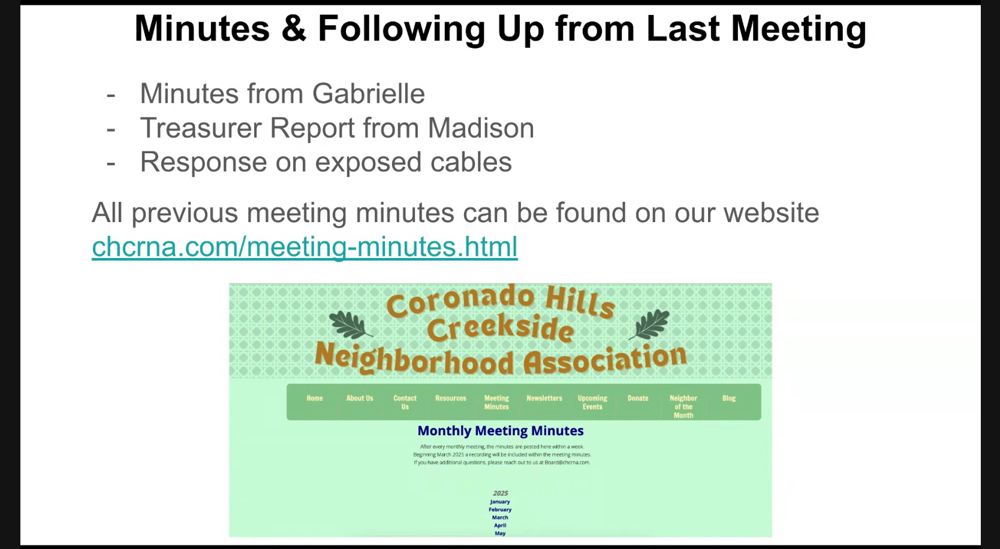 Minutes & Following Up from Last Meeting
- Minutes from Gabrielle
- Treasurer Report from Madison
- Response on exposed cables
All previous meeting minutes can be found on our website
chcrna.com/meeting-minutes.html
Coronado Hills
Creekside
Neighborhood Association
Home
About Us
Contact
Us
Resources
Meeting
Minutes
Newsletters
Upcoming
Events
Donate
Neighbor
of the
Month
Blog
Monthly Meeting Minutes
After every monthly meeting, the minutes are posted here within a week.
Beginning March 2025 a recording will be included within the meeting minutes.
If you have additional questions, please reach out to us at Board@chcrna.com.
2025
January
February
March
April
May